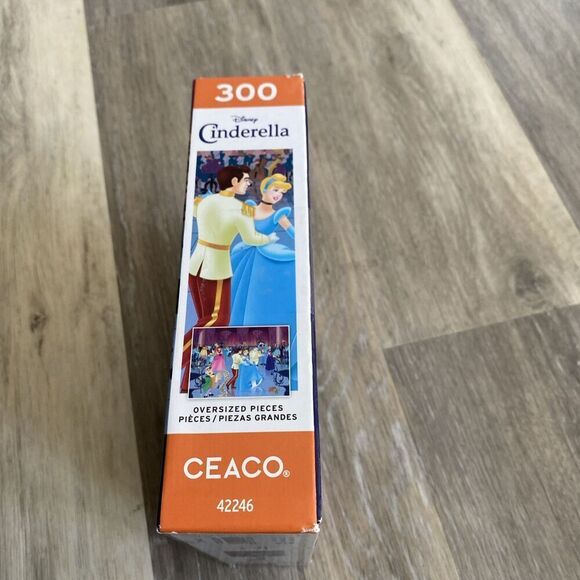 300
Disney
Cinderella
OVERSIZED PIECES
PIÈCES/PIEZAS GRANDES
CEACO®
42246